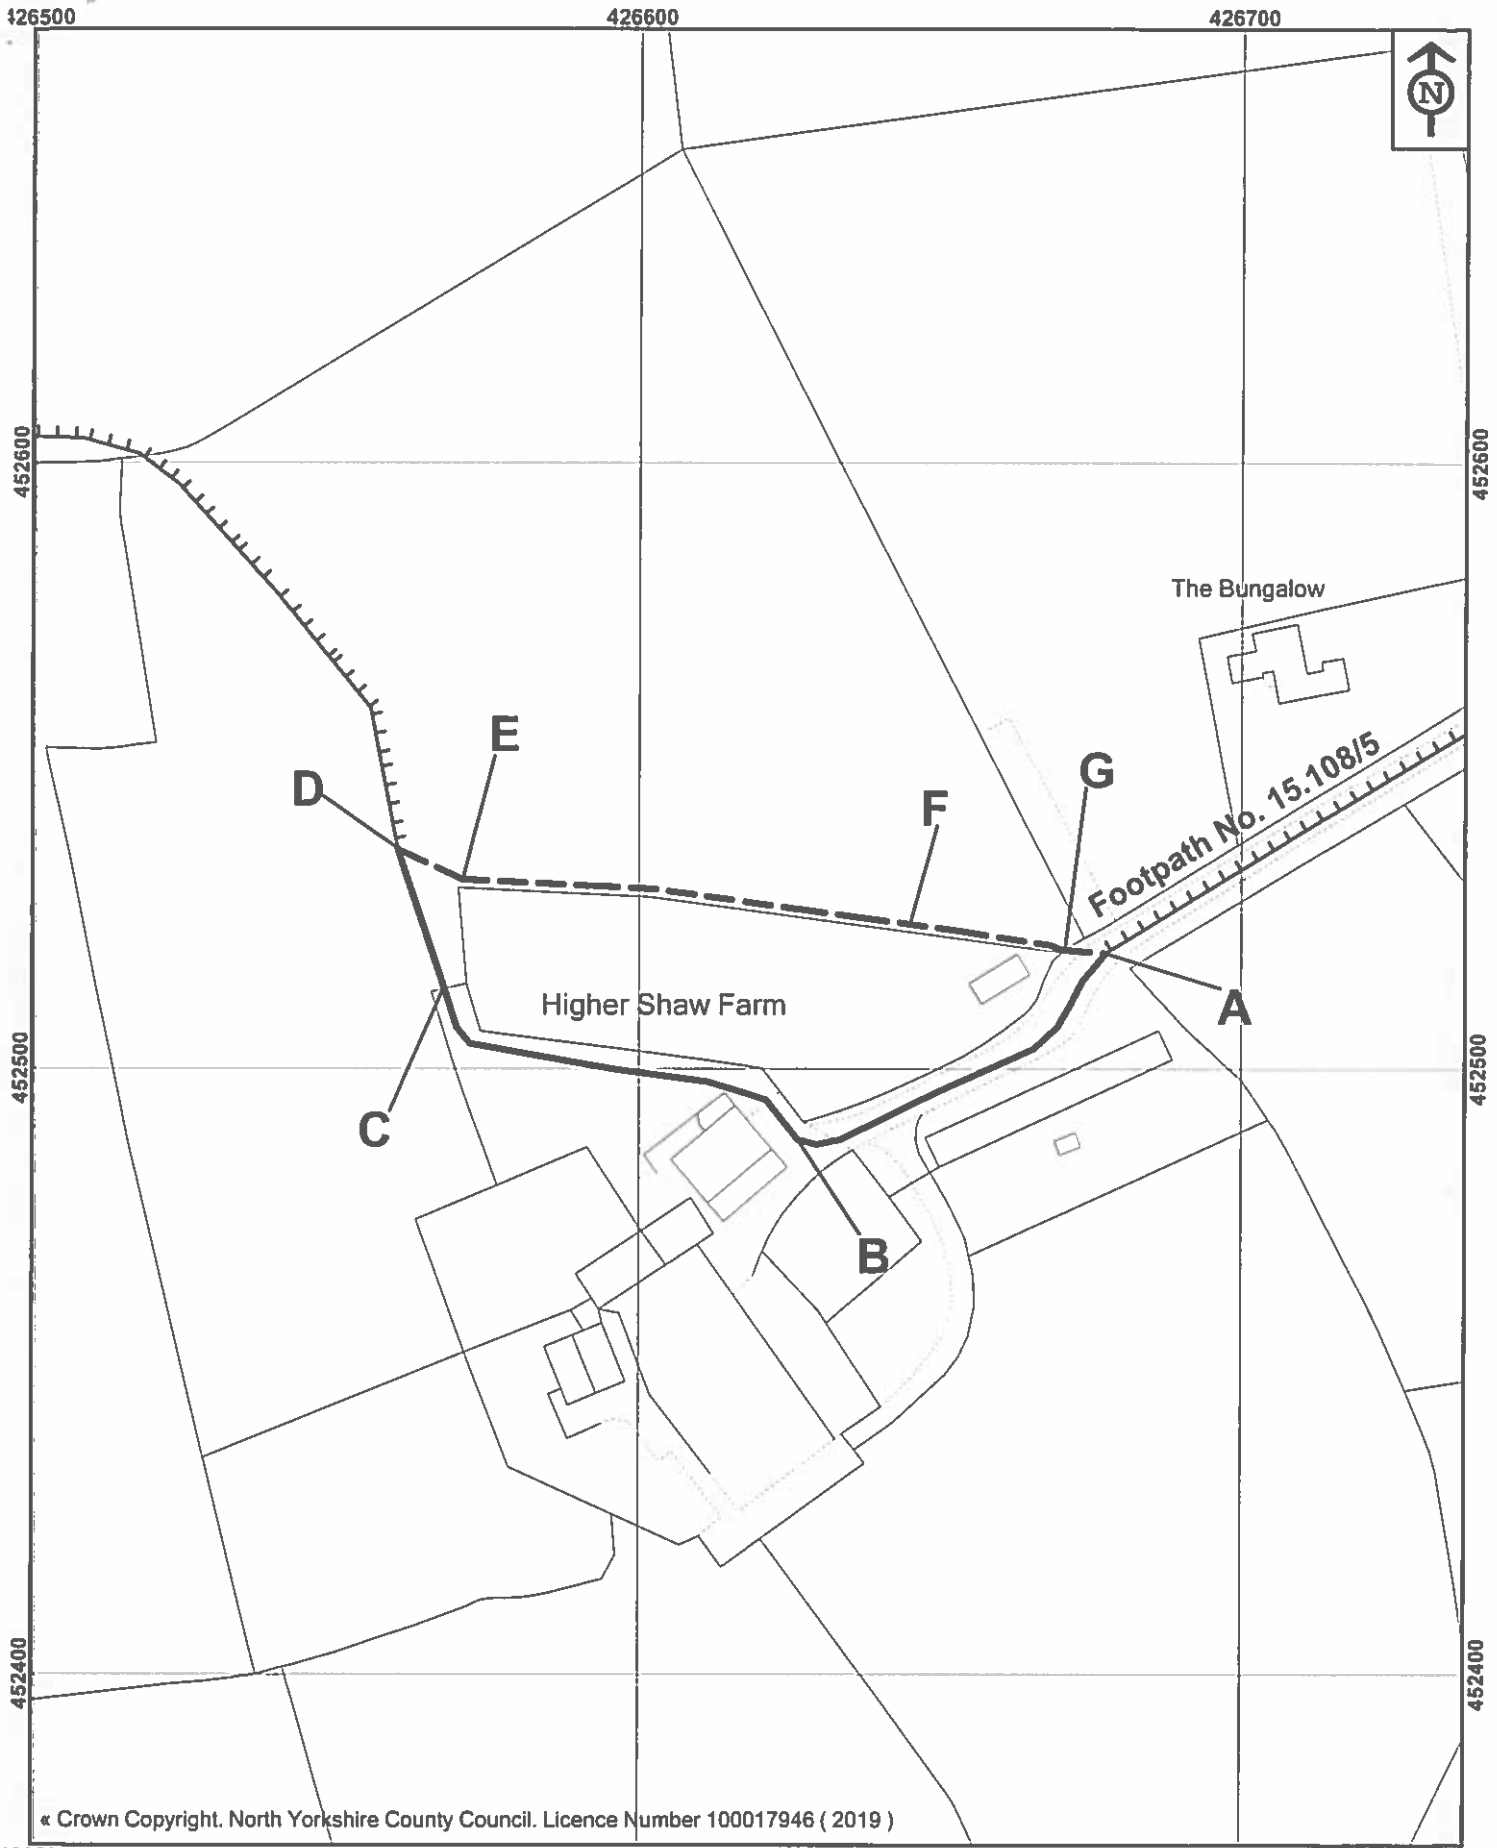 426500 426600 426700
N
452600 452600
The Bungalow
E
D
G
F
Footpath No. 15.108/5
A
Higher Shaw Farm
452500 452500
C
B
452400 452400
« Crown Copyright. North Yorkshire County Council. Licence Number 100017946 ( 2019 )